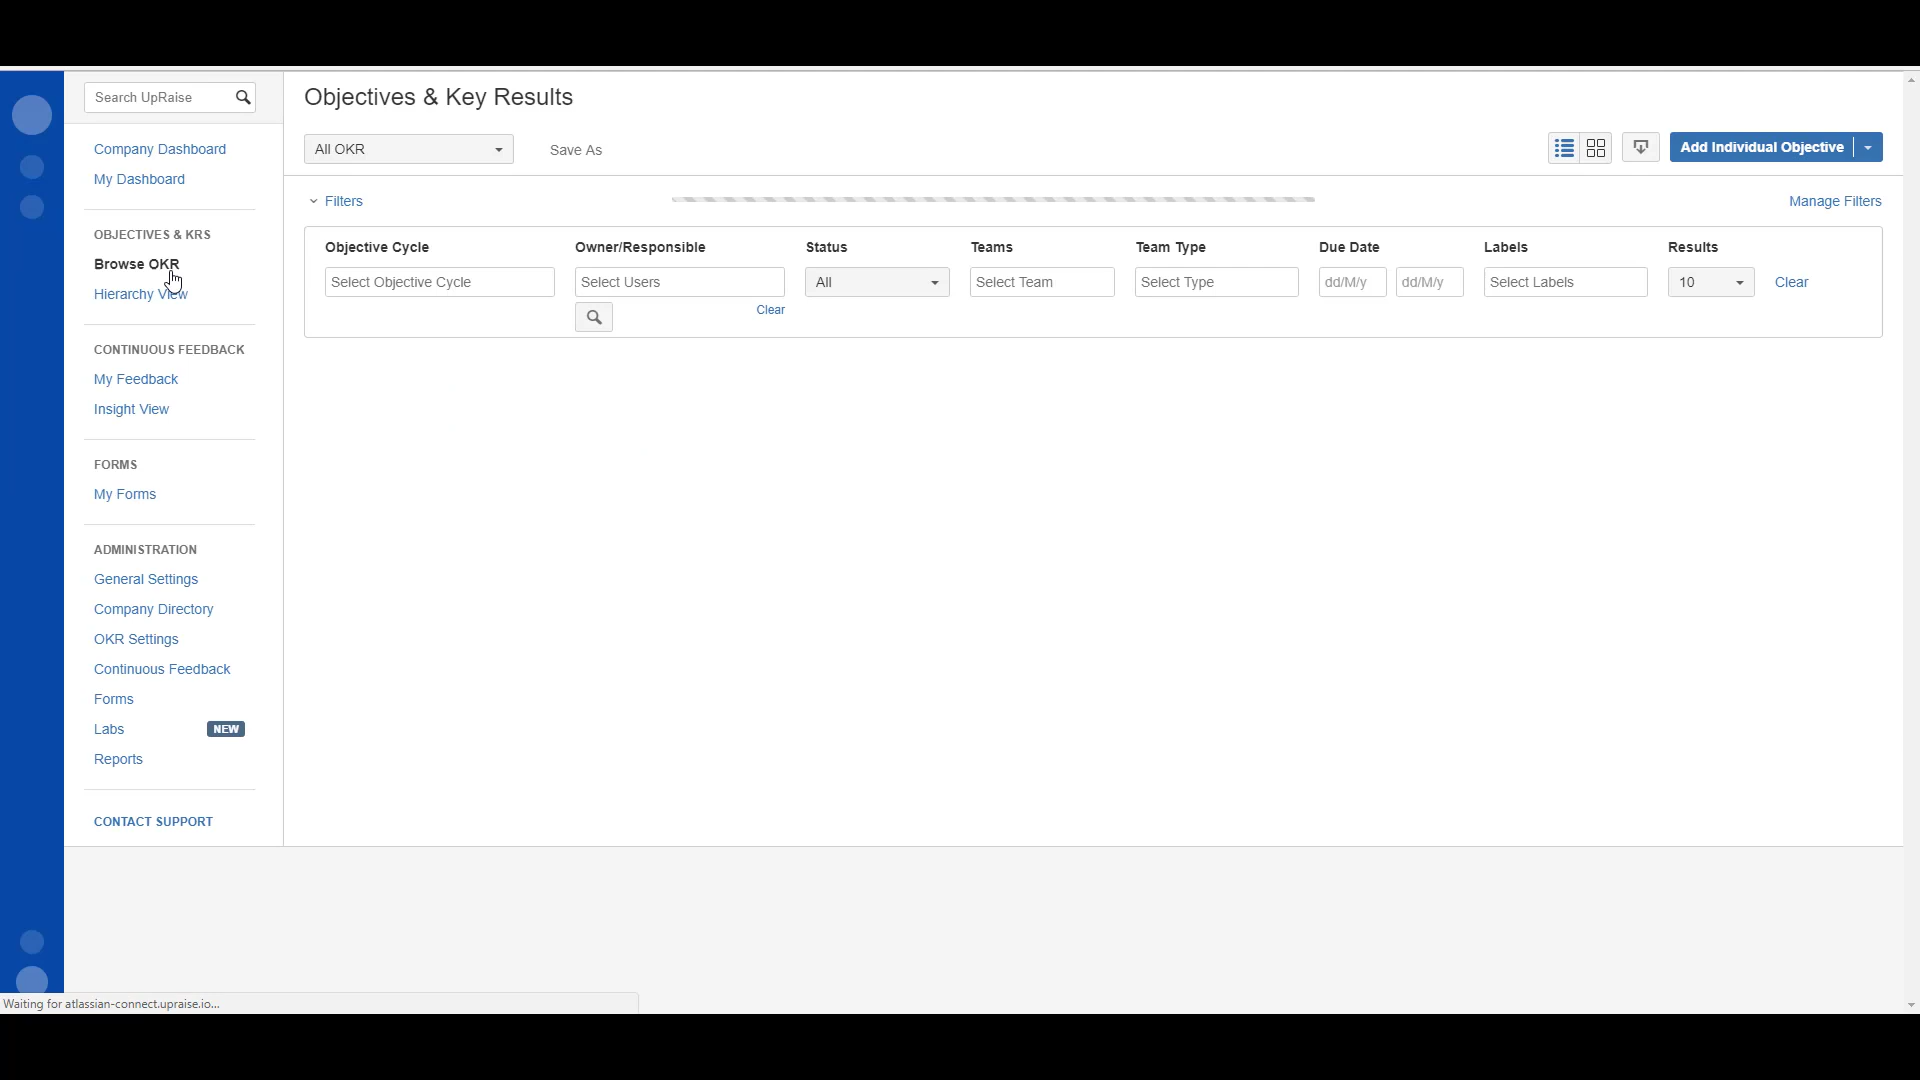 Search UpRaise
Company Dashboard
My Dashboard
OBJECTIVES & KRS
Browse OKR
Hierarchy View
CONTINUOUS FEEDBACK
My Feedback
Insight View
FORMS
My Forms
ADMINISTRATION
General Settings
Company Directory
OKR Settings
Continuous Feedback
Forms
Labs NEW
Reports
CONTACT SUPPORT
Objectives & Key Results
All OKR Save As Add Individual Objective
Filters Manage Filters
Objective Cycle Owner/Responsible Status Teams Team Type Due Date Labels Results
Select Objective Cycle Select Users All Select Team Select Type dd/M/y dd/M/y Select Labels 10 Clear
Clear
Waiting for atlassian-connect.upraise.io...